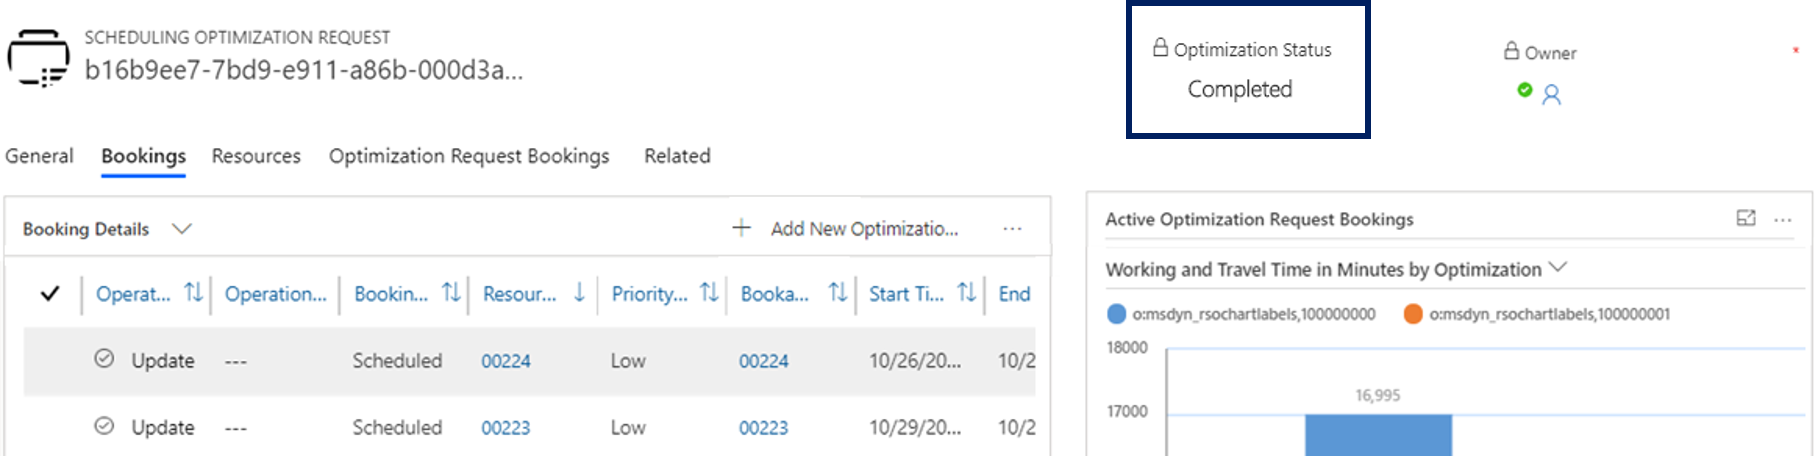 SCHEDULING OPTIMIZATION REQUEST
b16b9ee7-7bd9-e911-a86b-000d3a...
Optimization Status
Completed
Owner
*
General Bookings Resources Optimization Request Bookings Related
Booking Details
+ Add New Optimizatio... ...
Operat... Operation... Bookin... Resour... Priority... Booka... Start Ti... End
Update --- Scheduled 00224 Low 00224 10/26/20... 10/2
Update --- Scheduled 00223 Low 00223 10/29/20... 10/2
Active Optimization Request Bookings ...
Working and Travel Time in Minutes by Optimization
o:msdyn_rsochartlabels,100000000 o:msdyn_rsochartlabels,100000001
18000
16,995
17000